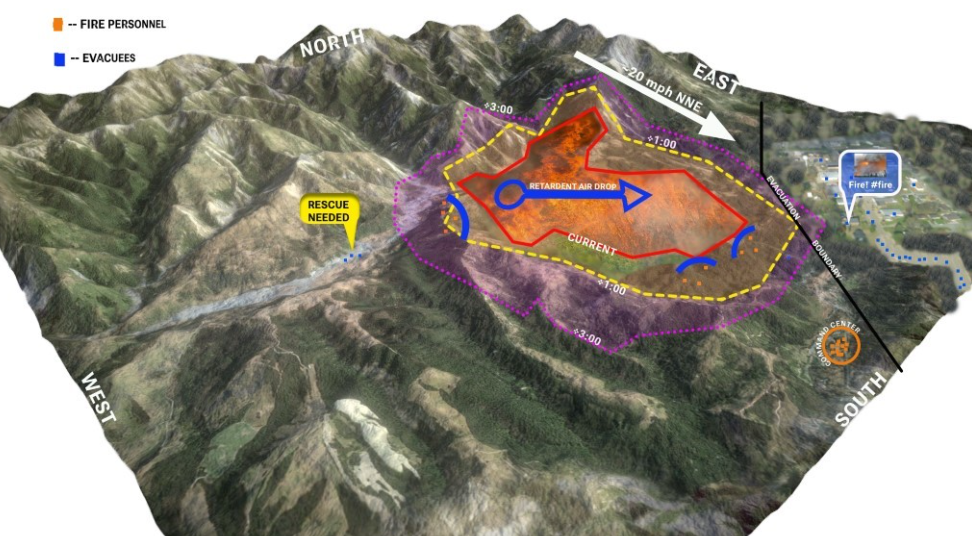 -- FIRE PERSONNEL
-- EVACUEES
NORTH
EAST
~20 mph NNE
+3:00
+1:00
RETARDENT AIR DROP
EVACUATION
BOUNDARY
Fire! #fire
RESCUE
NEEDED
CURRENT
+1:00
+3:00
COMMAND CENTER
WEST
SOUTH